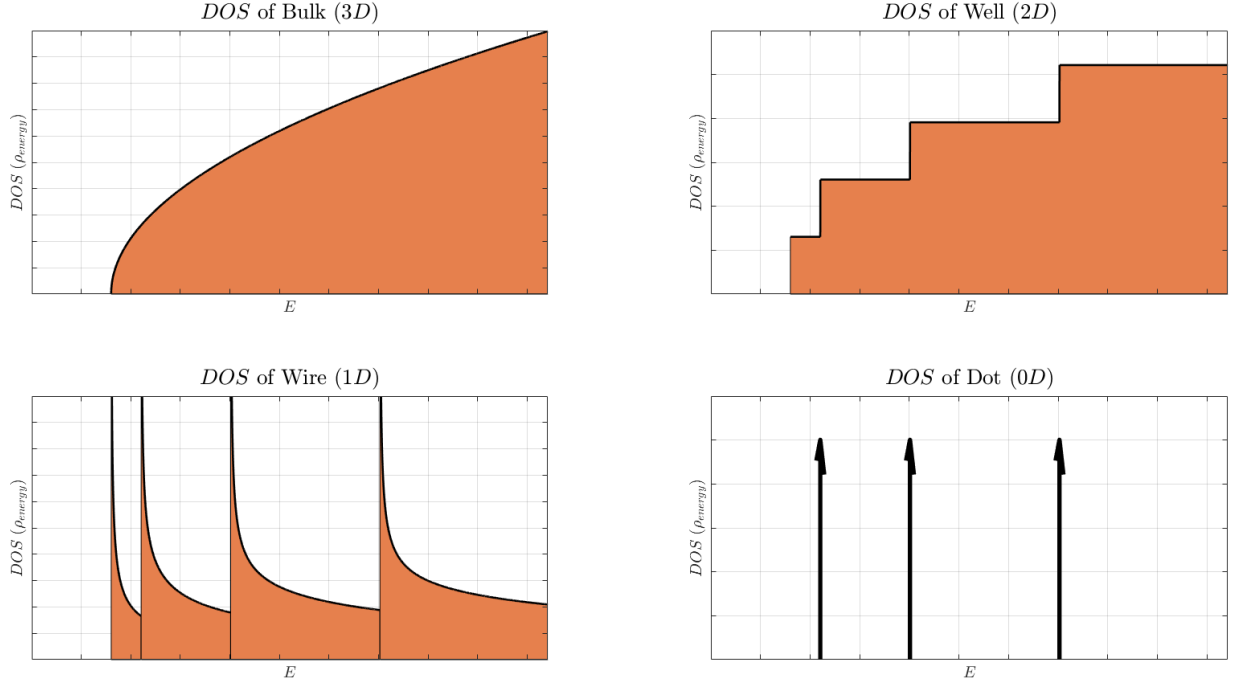 DOS of Bulk (3D)
DOS (ρenergy)
E
DOS of Well (2D)
DOS (ρenergy)
E
DOS of Wire (1D)
DOS (ρenergy)
E
DOS of Dot (0D)
DOS (ρenergy)
E